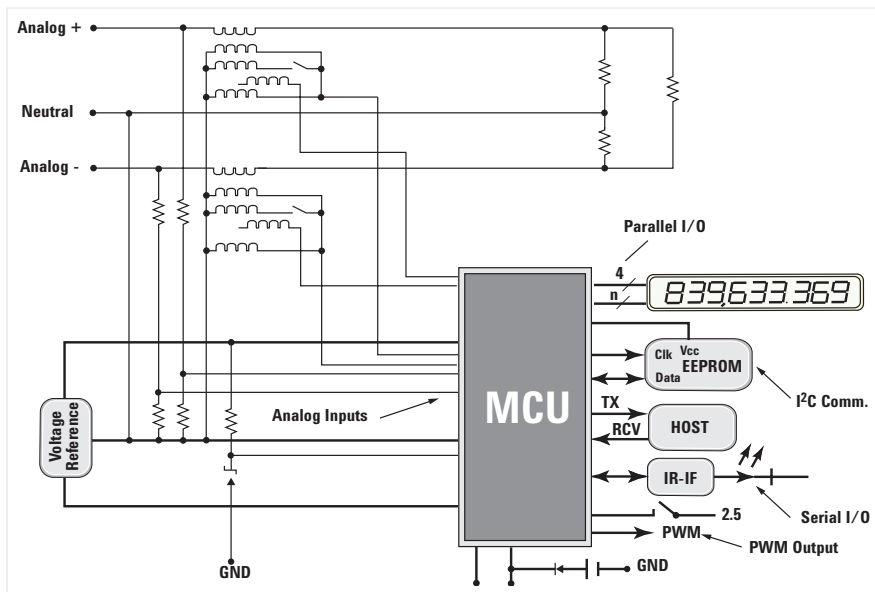 Analog +
Neutral
Analog -
Parallel I/O
4
n
839,633.369
Clk
Vcc
EEPROM
Data
I²C Comm.
MCU
TX
RCV
HOST
Analog Inputs
Voltage
Reference
IR-IF
Serial I/O
2.5
PWM
PWM Output
GND
GND